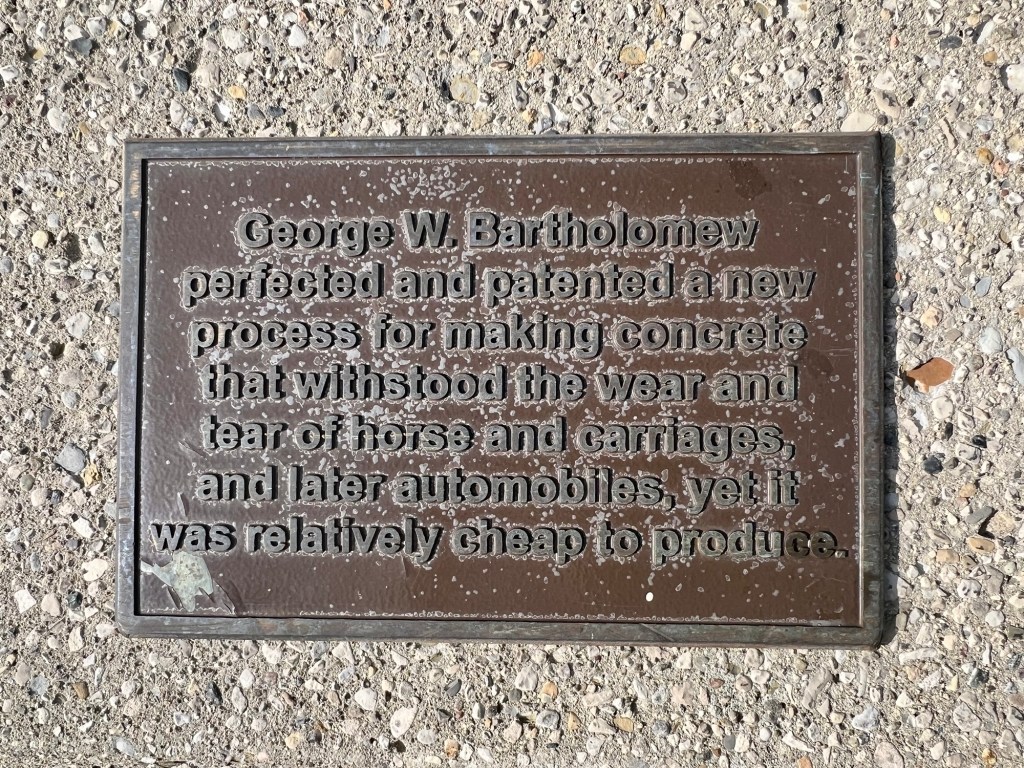 George W. Bartholomew
perfected and patented a new
process for making concrete
that withstood the wear and
tear of horse and carriages,
and later automobiles, yet it
was relatively cheap to produce.